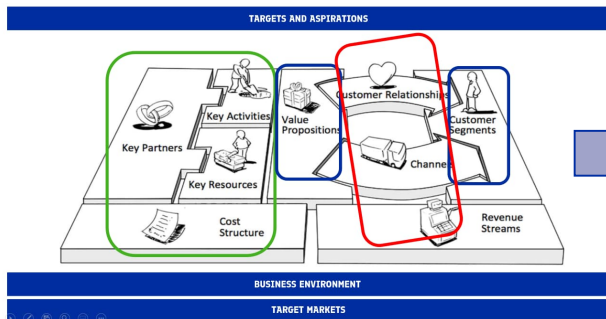 TARGETS AND ASPIRATIONS
Key Partners
Key Activities
Key Resources
Value
Propositions
Customer Relationships
Channels
Customer
Segments
Cost
Structure
Revenue
Streams
BUSINESS ENVIRONMENT
TARGET MARKETS